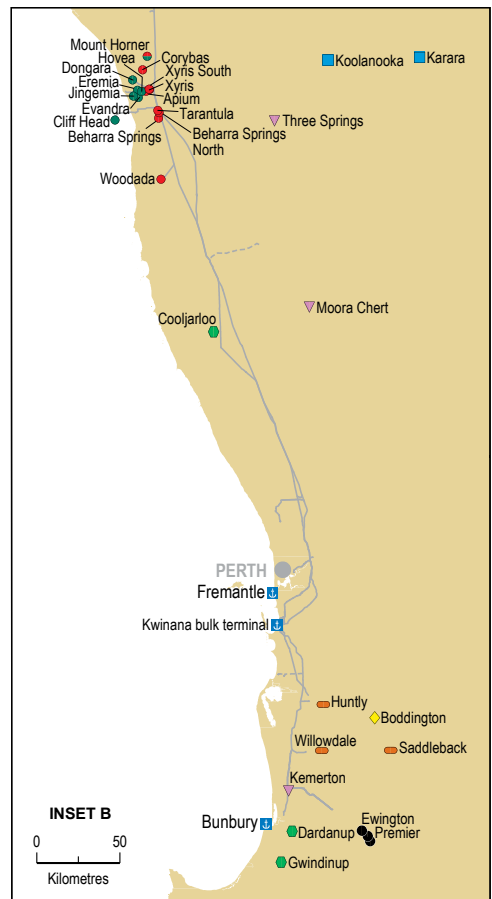 Mount Horner
Hovea
Corybas
Dongara
Xyris South
Eremia
Xyris
Jingemia
Apium
Evandra
Tarantula
Cliff Head
Beharra Springs
Beharra Springs
North
Woodada
Koolanooka
Karara
Three Springs
Moora Chert
Cooljarloo
PERTH
Fremantle
Kwinana bulk terminal
Huntly
Boddington
Willowdale
Saddleback
Kemerton
INSET B
0 50
Kilometres
Bunbury
Dardanup
Ewington
Premier
Gwindinup